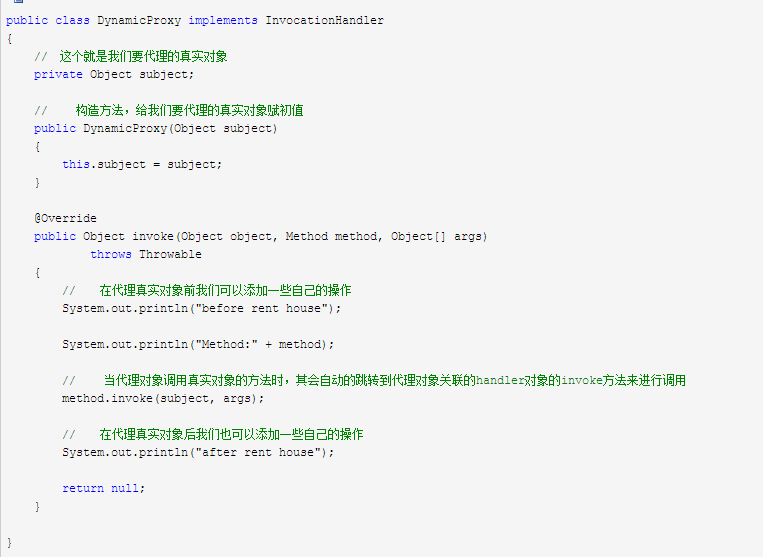 public class DynamicProxy implements InvocationHandler
{
    // 这个就是我们要代理的真实对象
    private Object subject;

    //    构造方法，给我们要代理的真实对象赋初值
    public DynamicProxy(Object subject)
    {
        this.subject = subject;
    }

    @Override
    public Object invoke(Object object, Method method, Object[] args)
            throws Throwable
    {
        //   在代理真实对象前我们可以添加一些自己的操作
        System.out.println("before rent house");

        System.out.println("Method:" + method);

        //    当代理对象调用真实对象的方法时，其会自动的跳转到代理对象关联的handler对象的invoke方法来进行调用
        method.invoke(subject, args);

        //   在代理真实对象后我们也可以添加一些自己的操作
        System.out.println("after rent house");

        return null;
    }

}